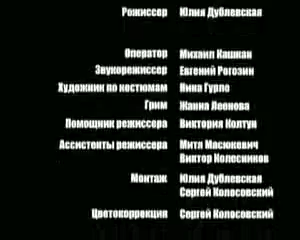 Режиссер Юлия Дублевская
Оператор Михаил Кашкан
Звукорежиссер Евгений Рогозин
Художник по костюмам Нина Гурло
Грим Жанна Леонова
Помощник режиссера Виктория Колтун
Ассистенты режиссера Митя Масюкевич
Виктор Колесников
Монтаж Юлия Дублевская
Сергей Колосовский
Цветокоррекция Сергей Колосовский